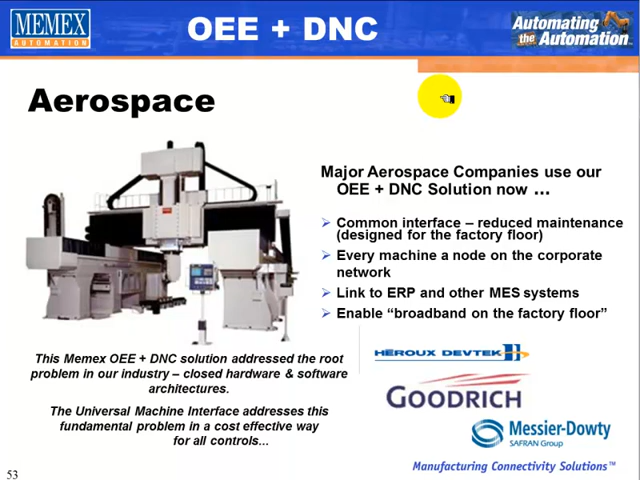 MEMEX
AUTOMATION
OEE + DNC
Automating
the Automation
Aerospace
Major Aerospace Companies use our
OEE + DNC Solution now ...
Common interface – reduced maintenance
(designed for the factory floor)
Every machine a node on the corporate
network
Link to ERP and other MES systems
Enable “broadband on the factory floor”
This Memex OEE + DNC solution addressed the root
problem in our industry – closed hardware & software
architectures.
The Universal Machine Interface addresses this
fundamental problem in a cost effective way
for all controls...
HÉROUX DEVTEK
GOODRICH
Messier-Dowty
SAFRAN Group
Manufacturing Connectivity Solutions™
53